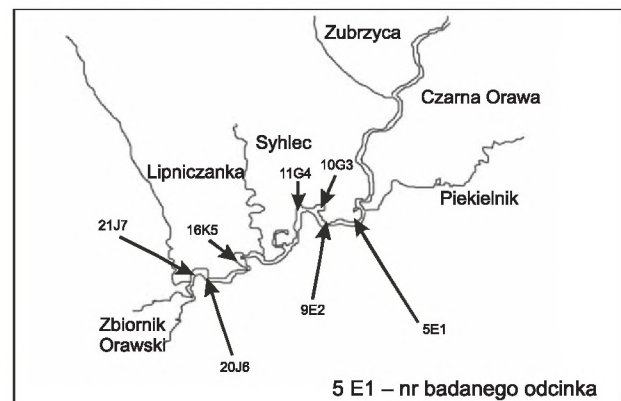 Zubrzyca
Czarna Orawa
Syhlec
10G3
11G4
Lipniczanka
Piekielnik
16K5
21J7
9E2
5E1
Zbiornik
Orawski
20J6
5 E1 – nr badanego odcinka